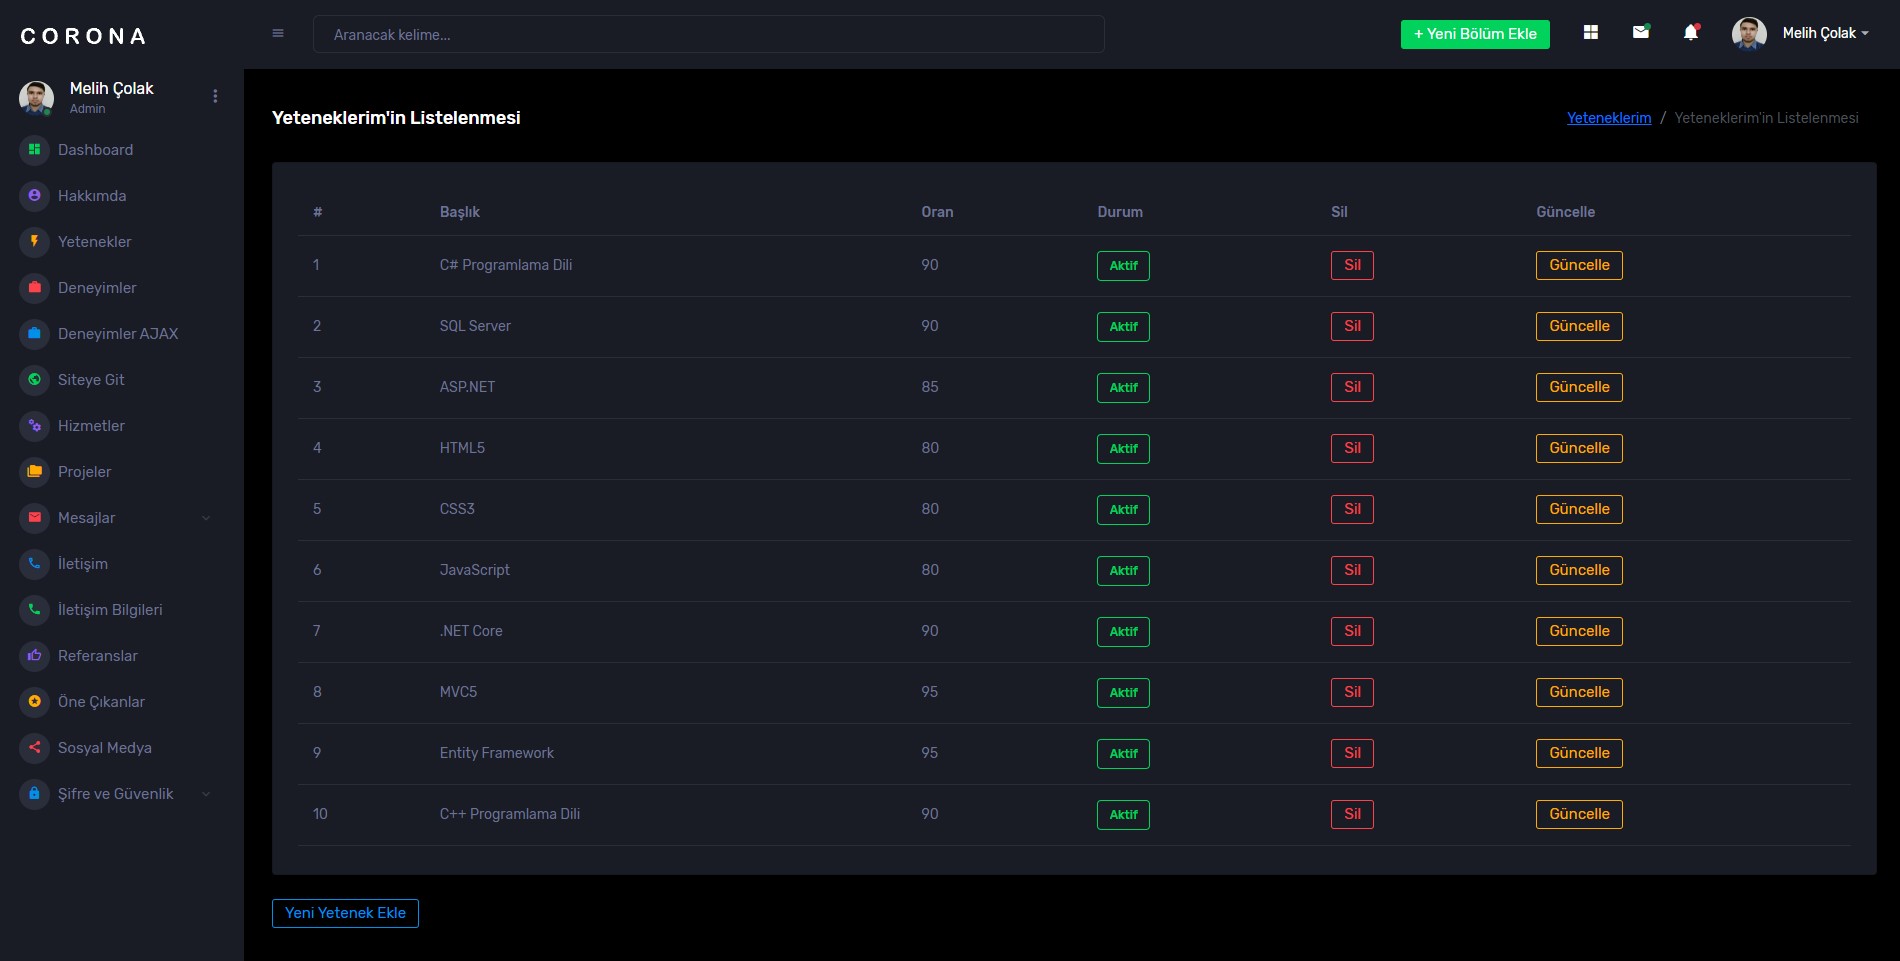 CORONA
Aranacak kelime...
+ Yeni Bölüm Ekle
Melih Çolak
Melih Çolak
Admin
Dashboard
Hakkımda
Yetenekler
Deneyimler
Deneyimler AJAX
Siteye Git
Hizmetler
Projeler
Mesajlar
İletişim
İletişim Bilgileri
Referanslar
Öne Çıkanlar
Sosyal Medya
Şifre ve Güvenlik
Yeteneklerim'in Listelenmesi
Yeteneklerim / Yeteneklerim'in Listelenmesi
# Başlık Oran Durum Sil Güncelle
1 C# Programlama Dili 90 Aktif Sil Güncelle
2 SQL Server 90 Aktif Sil Güncelle
3 ASP.NET 85 Aktif Sil Güncelle
4 HTML5 80 Aktif Sil Güncelle
5 CSS3 80 Aktif Sil Güncelle
6 JavaScript 80 Aktif Sil Güncelle
7 .NET Core 90 Aktif Sil Güncelle
8 MVC5 95 Aktif Sil Güncelle
9 Entity Framework 95 Aktif Sil Güncelle
10 C++ Programlama Dili 90 Aktif Sil Güncelle
Yeni Yetenek Ekle